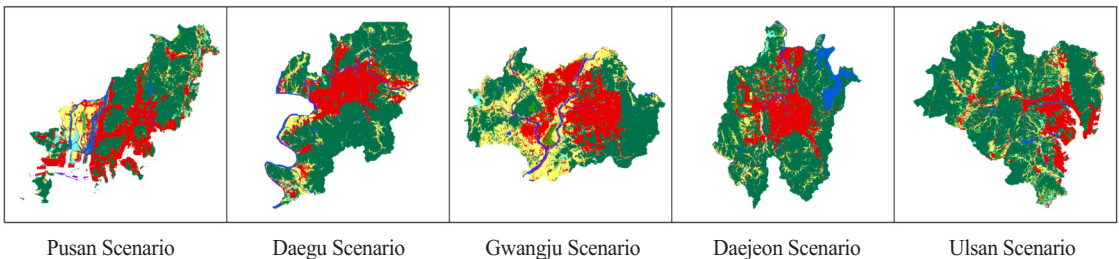 Pusan Scenario
Daegu Scenario
Gwangju Scenario
Daejeon Scenario
Ulsan Scenario